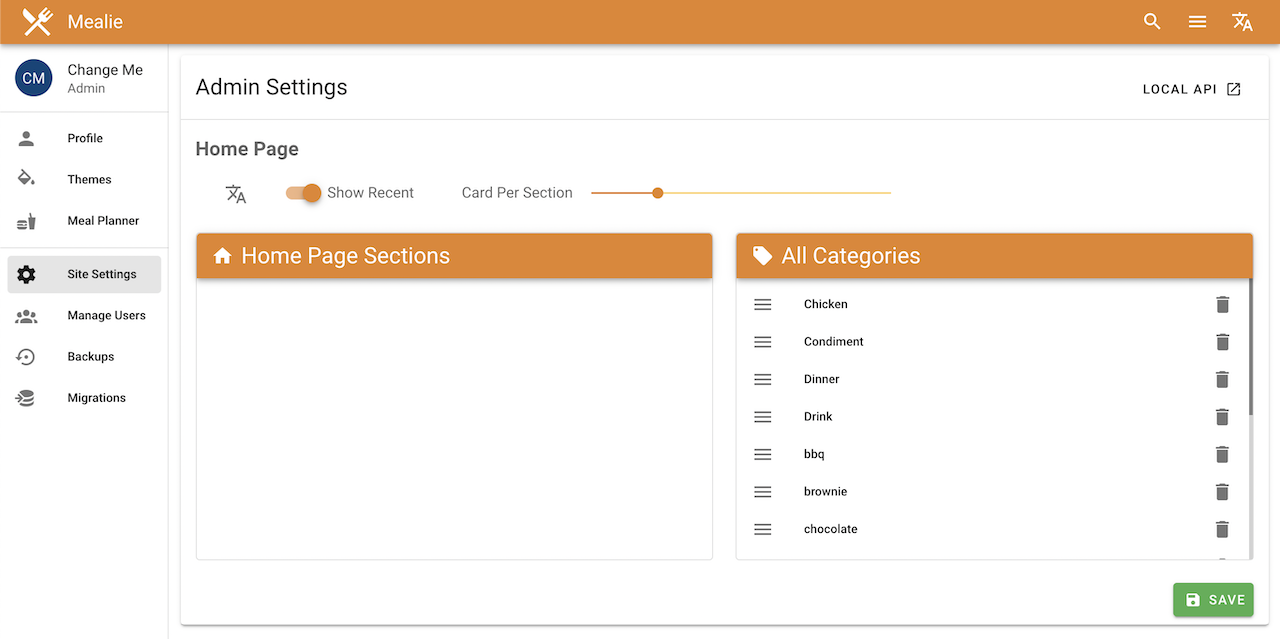 Mealie
CM
Change Me
Admin
Profile
Themes
Meal Planner
Site Settings
Manage Users
Backups
Migrations
Admin Settings
LOCAL API
Home Page
Show Recent
Card Per Section
Home Page Sections
All Categories
Chicken
Condiment
Dinner
Drink
bbq
brownie
chocolate
SAVE